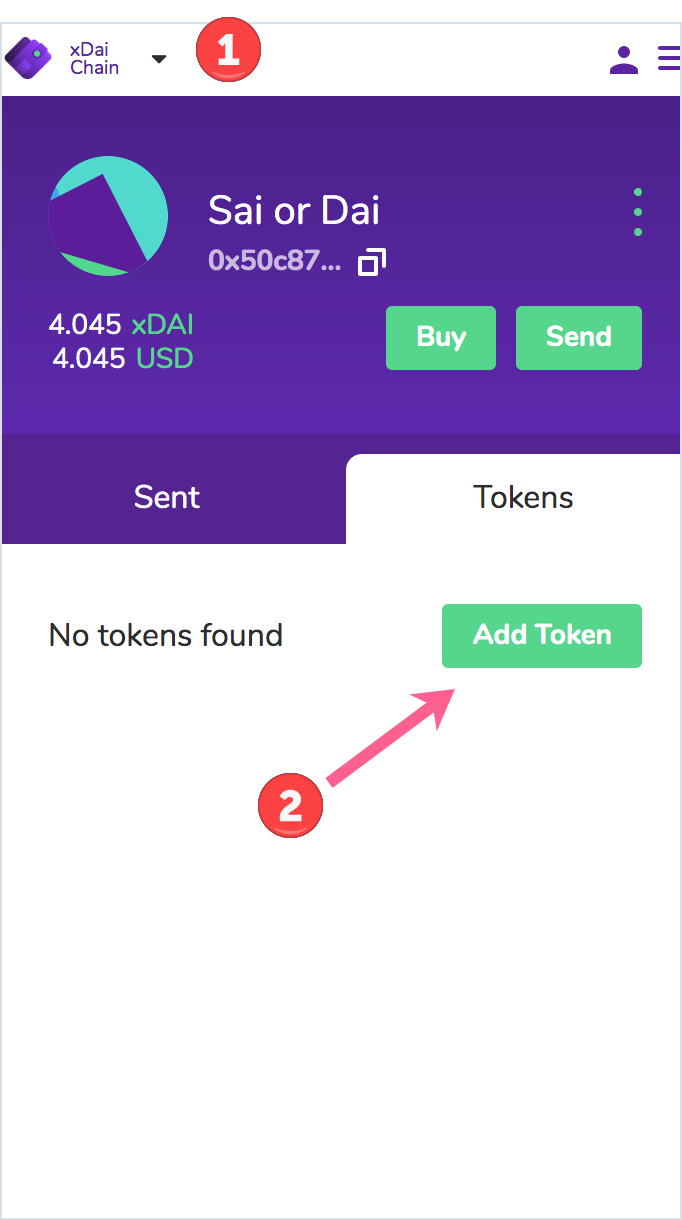 xDai
Chain
1
Sai or Dai
0x50c87...
4.045 xDAI
4.045 USD
Buy
Send
Sent
Tokens
No tokens found
Add Token
2